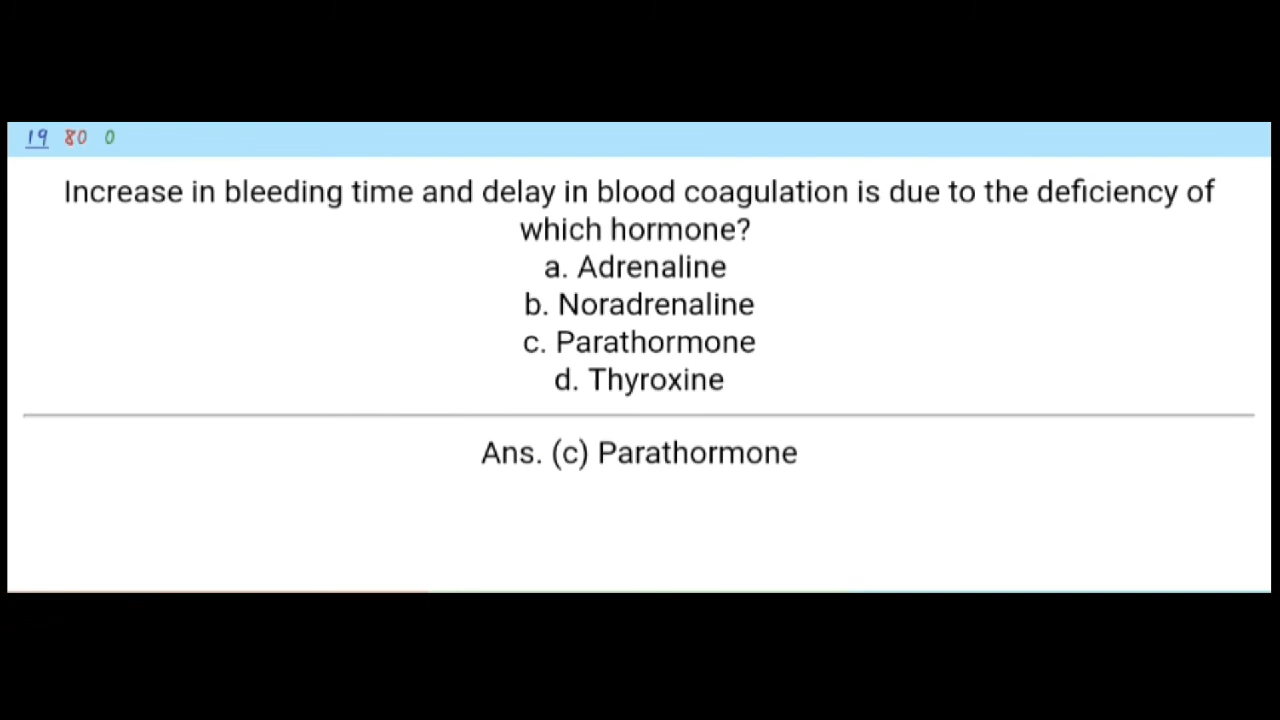 19 80 0
Increase in bleeding time and delay in blood coagulation is due to the deficiency of
which hormone?
a. Adrenaline
b. Noradrenaline
c. Parathormone
d. Thyroxine
Ans. (c) Parathormone